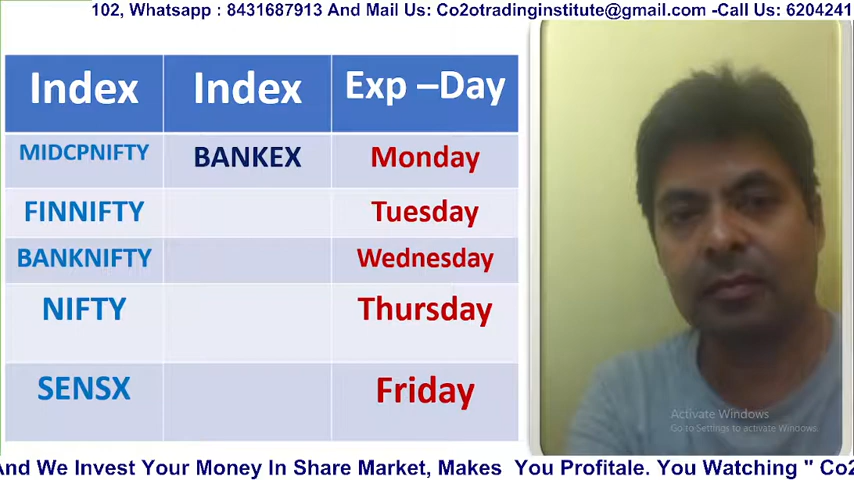 102, Whatsapp : 8431687913 And Mail Us: Co2otradinginstitute@gmail.com -Call Us: 6204241
Index Index Exp –Day
MIDCPNIFTY BANKEX Monday
FINNIFTY Tuesday
BANKNIFTY Wednesday
NIFTY Thursday
SENSX Friday
Activate Windows
Go to Settings to activate Windows.
And We Invest Your Money In Share Market, Makes You Profitale. You Watching " Co2